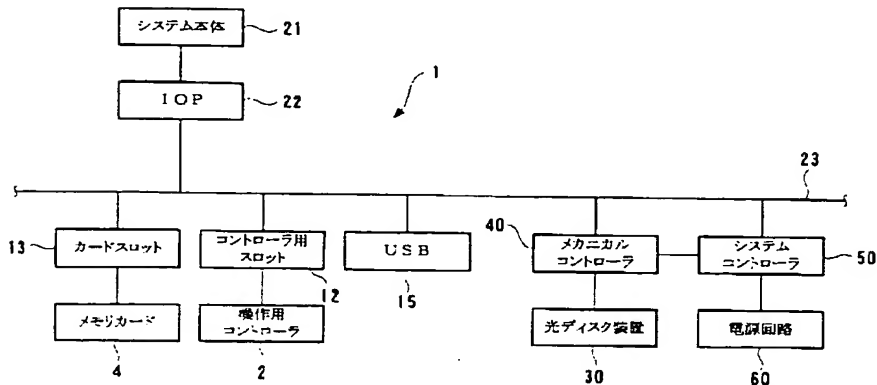 システム本体
21
IOP
22
1
23
13
カードスロット
コントローラ用
スロット
12
USB
15
40
メカニカル
コントローラ
システム
コントローラ
50
メモリカード
4
操作用
コントローラ
2
光ディスク装置
30
電源回路
60